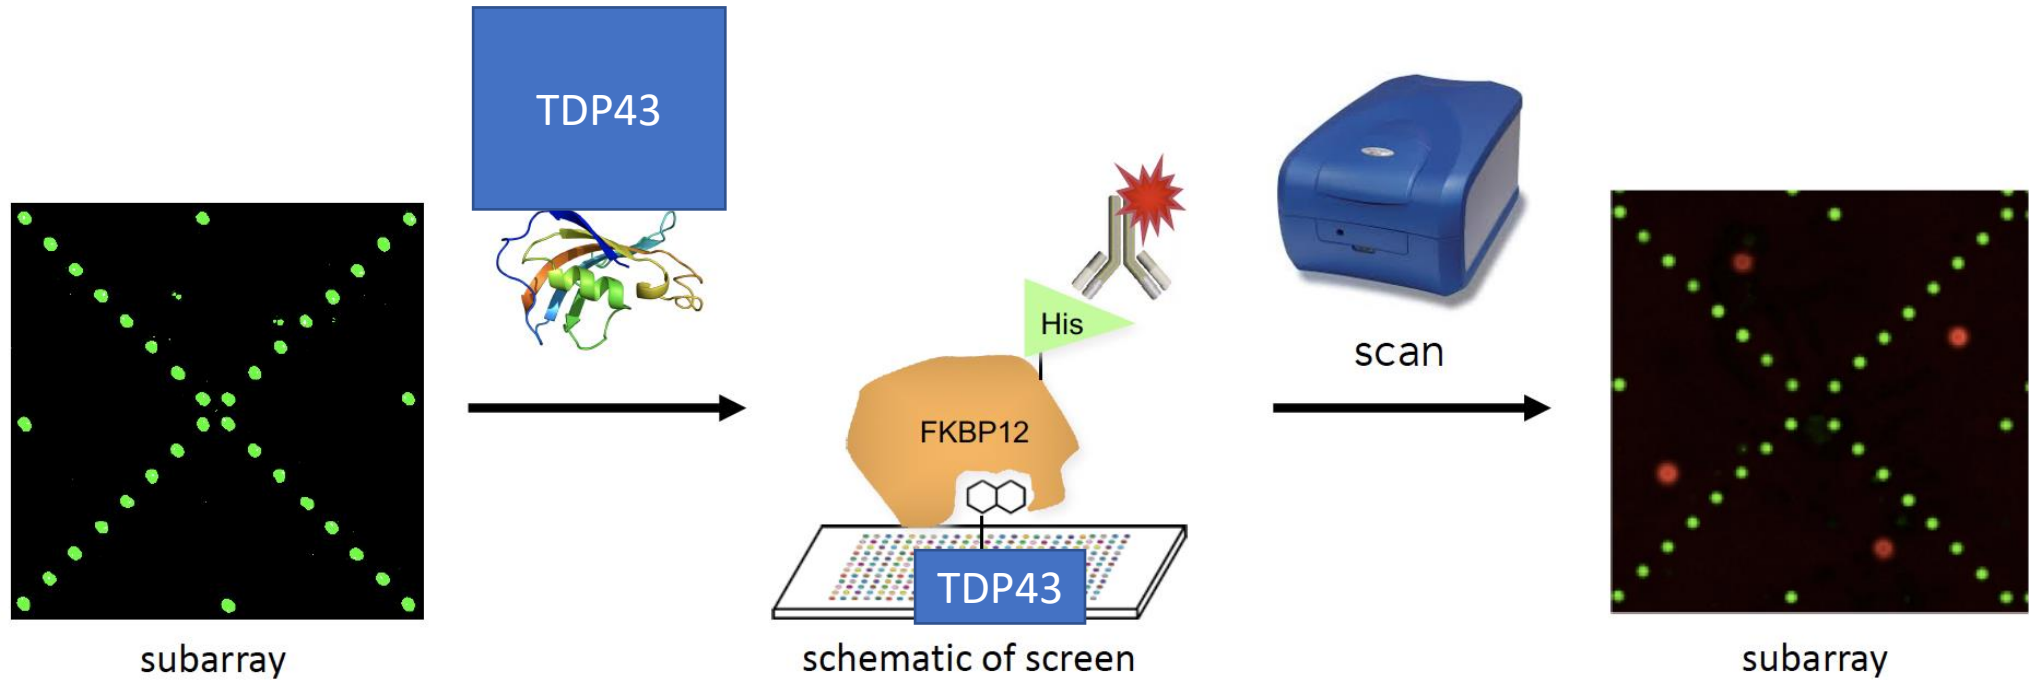 TDP43
His
FKBP12
TDP43
scan
subarray
schematic of screen
subarray